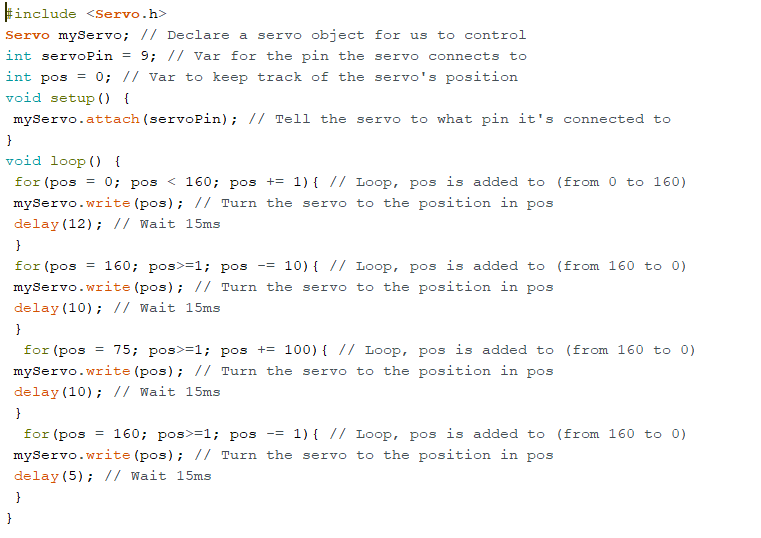 #include <Servo.h>
Servo myServo; // Declare a servo object for us to control
int servoPin = 9; // Var for the pin the servo connects to
int pos = 0; // Var to keep track of the servo's position
void setup() {
myServo.attach(servoPin); // Tell the servo to what pin it's connected to
}
void loop() {
for(pos = 0; pos < 160; pos += 1){ // Loop, pos is added to (from 0 to 160)
myServo.write(pos); // Turn the servo to the position in pos
delay(12); // Wait 15ms
}
for(pos = 160; pos>=1; pos -= 10){ // Loop, pos is added to (from 160 to 0)
myServo.write(pos); // Turn the servo to the position in pos
delay(10); // Wait 15ms
}
for(pos = 75; pos>=1; pos += 100){ // Loop, pos is added to (from 160 to 0)
myServo.write(pos); // Turn the servo to the position in pos
delay(10); // Wait 15ms
}
for(pos = 160; pos>=1; pos -= 1){ // Loop, pos is added to (from 160 to 0)
myServo.write(pos); // Turn the servo to the position in pos
delay(5); // Wait 15ms
}
}